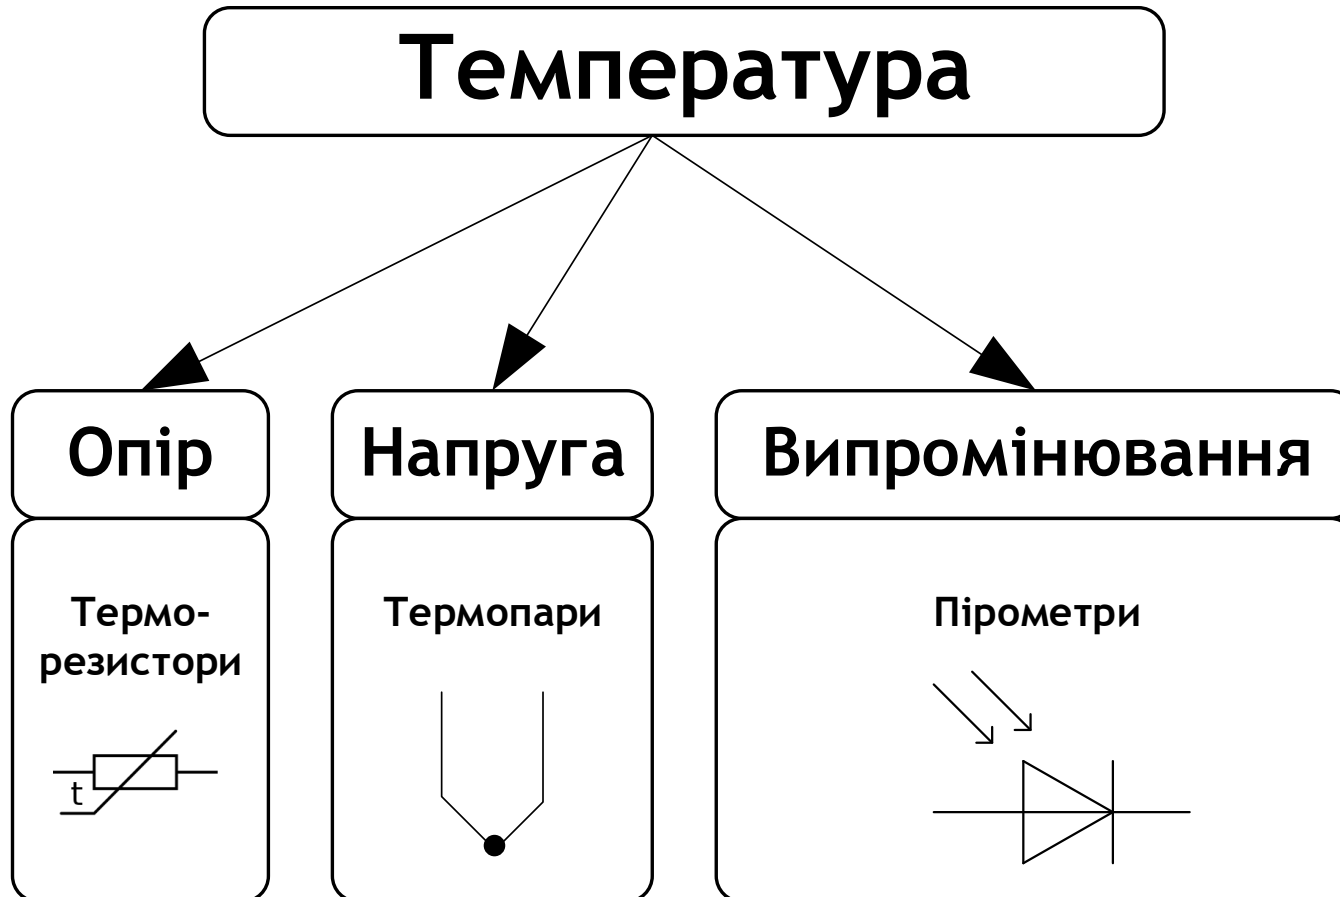 Температура
Опір
Напруга
Випромінювання
Термо-
резистори
Термопари
Пірометри
t